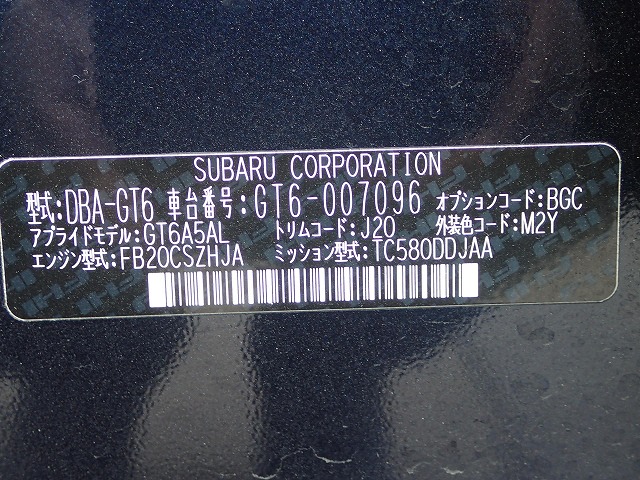 SUBARU CORPORATION
型式:DBA-GT6 車台番号:GT6-007096 オプションコード:BGC
アプライドモデル:GT6A5AL トリムコード:J20 外装色コード:M2Y
エンジン型式:FB20CSZHJA ミッション型式:TC580DDJAA